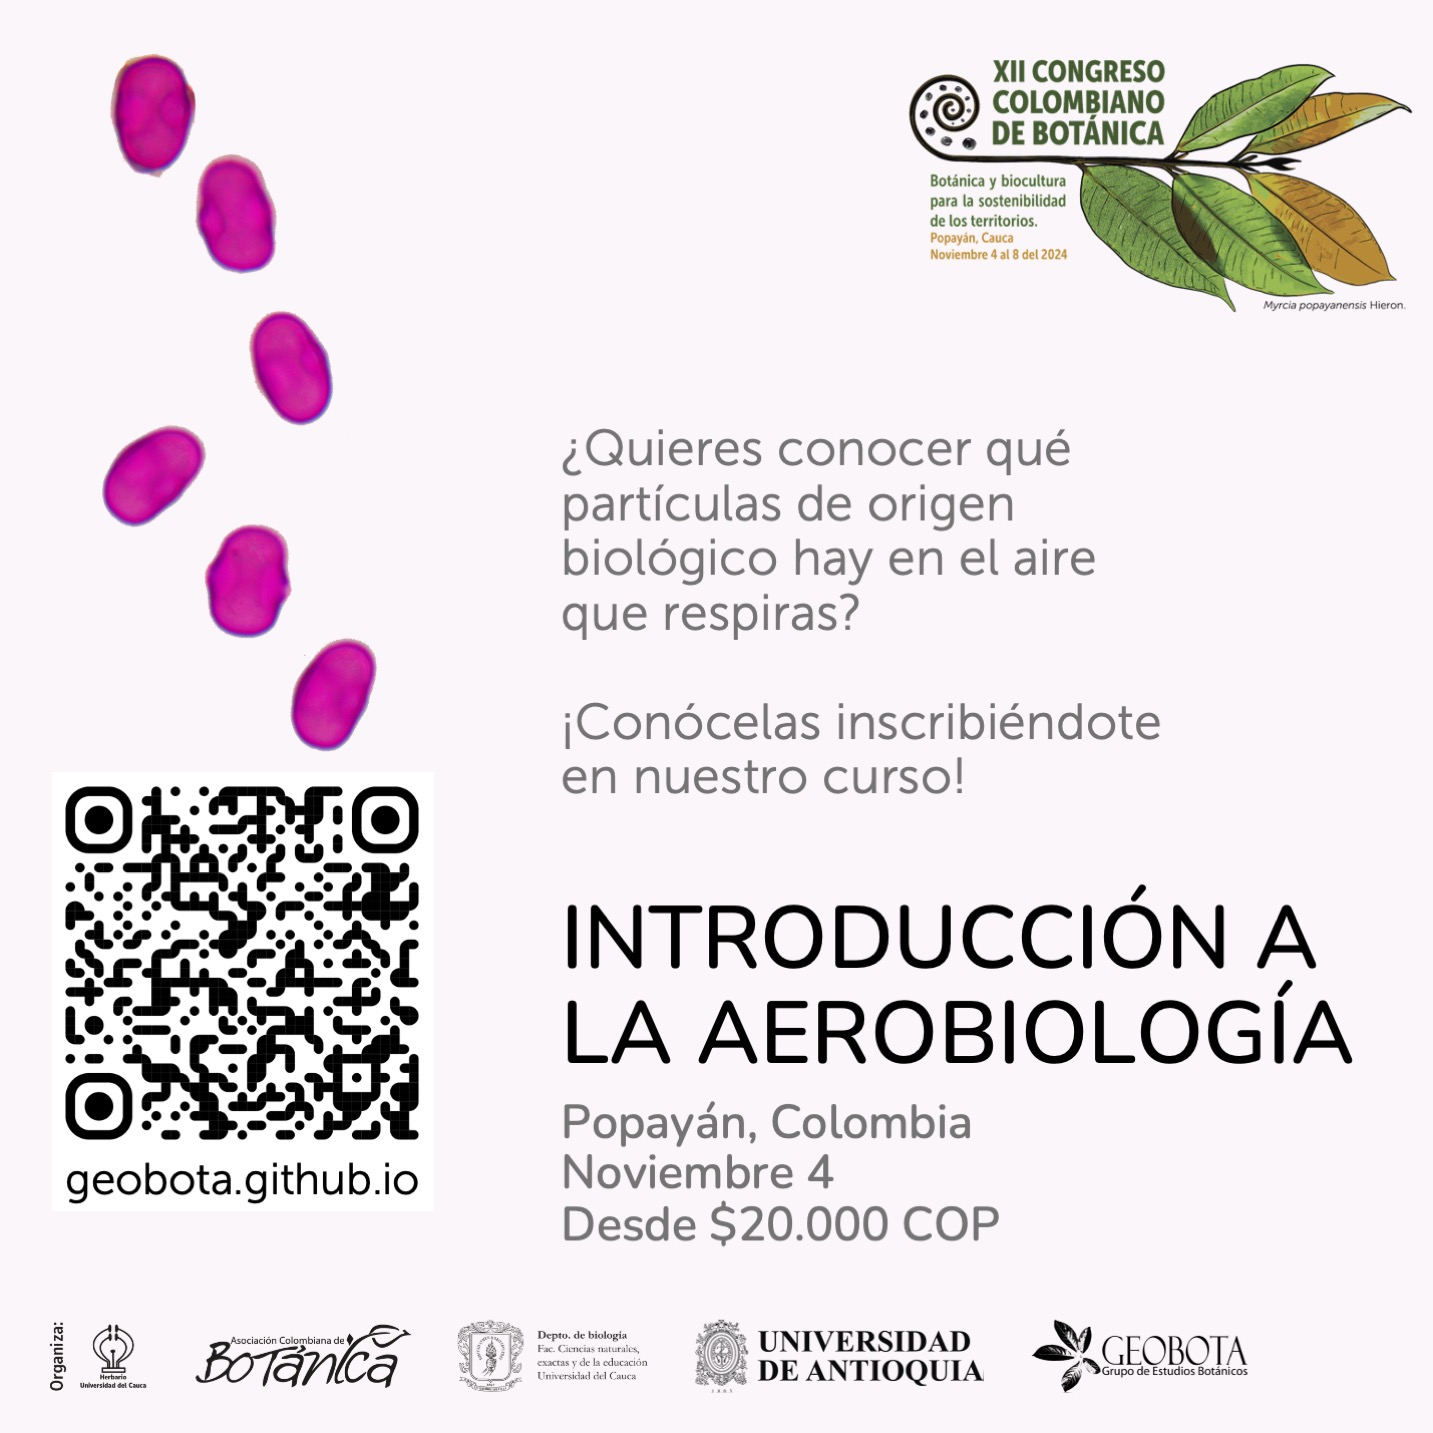 XII CONGRESO
COLOMBIANO
DE BOTÁNICA
Botánica y biocultura
para la sostenibilidad
de los territorios.
Popayán, Cauca
Noviembre 4 al 8 del 2024
Myrcia popayanensis Hieron.
¿Quieres conocer qué
partículas de origen
biológico hay en el aire
que respiras?
¡Conócelas inscribiéndote
en nuestro curso!
INTRODUCCIÓN A
LA AEROBIOLOGÍA
Popayán, Colombia
Noviembre 4
Desde $20.000 COP
geobota.github.io
Organiza:
Herbario
Universidad del Cauca
Asociación Colombiana de
BOTÁNICA
Depto. de biología
Fac. Ciencias naturales,
exactas y de la educación
Universidad del Cauca
UNIVERSIDAD
DE ANTIOQUIA
GEOBOTA
Grupo de Estudios Botánicos